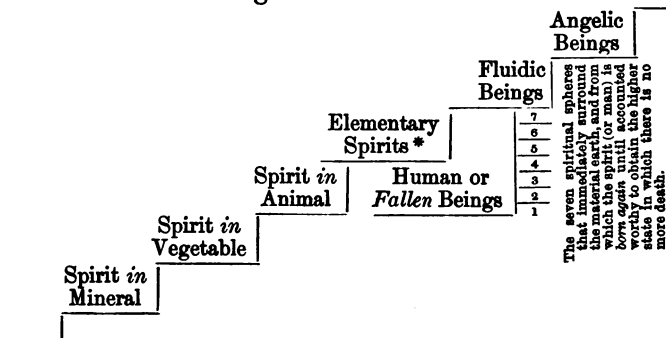 Angelic
Beings
Fluidic
Beings
Elementary
Spirits *
Spirit in
Animal
Human or
Fallen Beings
Spirit in
Vegetable
Spirit in
Mineral
7
6
5
4
3
2
1
The seven spiritual spheres
that immediately surround
the material earth, and from
which the spirit (or man) is
born again until accounted
worthy to obtain the higher
state in which there is no
more death.